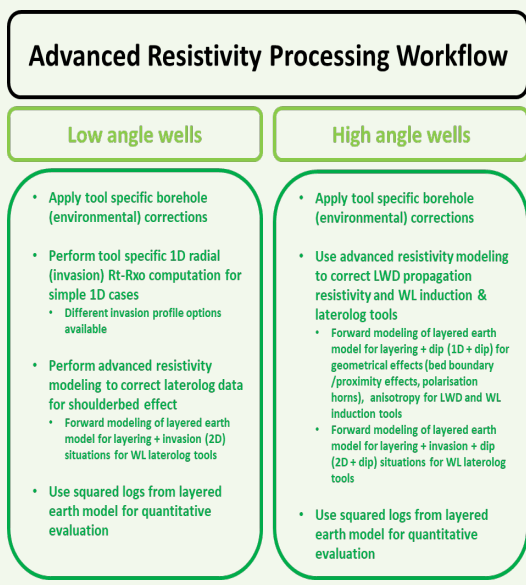 Advanced Resistivity Processing Workflow
Low angle wells
• Apply tool specific borehole
(environmental) corrections
• Perform tool specific 1D radial
(invasion) Rt-Rxo computation for
simple 1D cases
• Different invasion profile options
available
• Perform advanced resistivity
modeling to correct laterolog data
for shoulderbed effect
• Forward modeling of layered earth
model for layering + invasion (2D)
situations for WL laterolog tools
• Use squared logs from layered
earth model for quantitative
evaluation
High angle wells
• Apply tool specific borehole
(environmental) corrections
• Use advanced resistivity modeling
to correct LWD propagation
resistivity and WL induction &
laterolog tools
• Forward modeling of layered earth
model for layering + dip (1D + dip) for
geometrical effects (bed boundary
/proximity effects, polarisation
horns), anisotropy for LWD and WL
induction tools
• Forward modeling of layered earth
model for layering + invasion + dip
(2D + dip) situations for WL laterolog
tools
• Use squared logs from layered
earth model for quantitative
evaluation